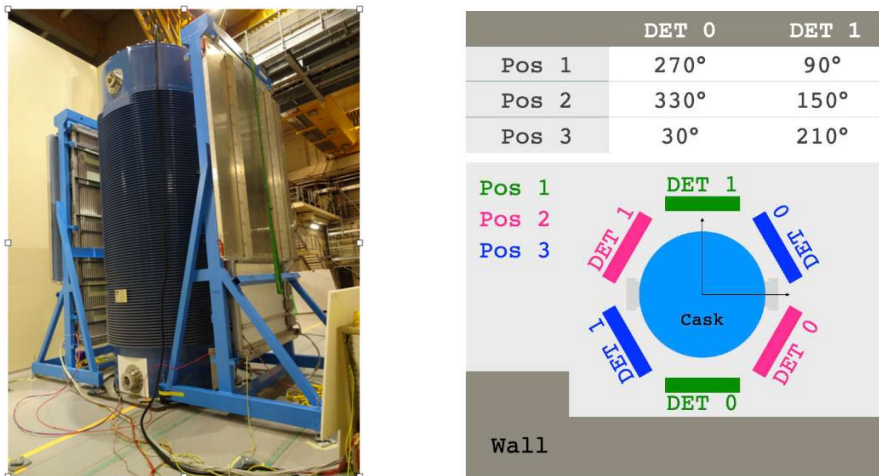 DET 0 DET 1
Pos 1 270° 90°
Pos 2 330° 150°
Pos 3 30° 210°
Pos 1
Pos 2
Pos 3
DET 1
DET 1
DET 0
Cask
DET 1
DET 0
DET 0
Wall